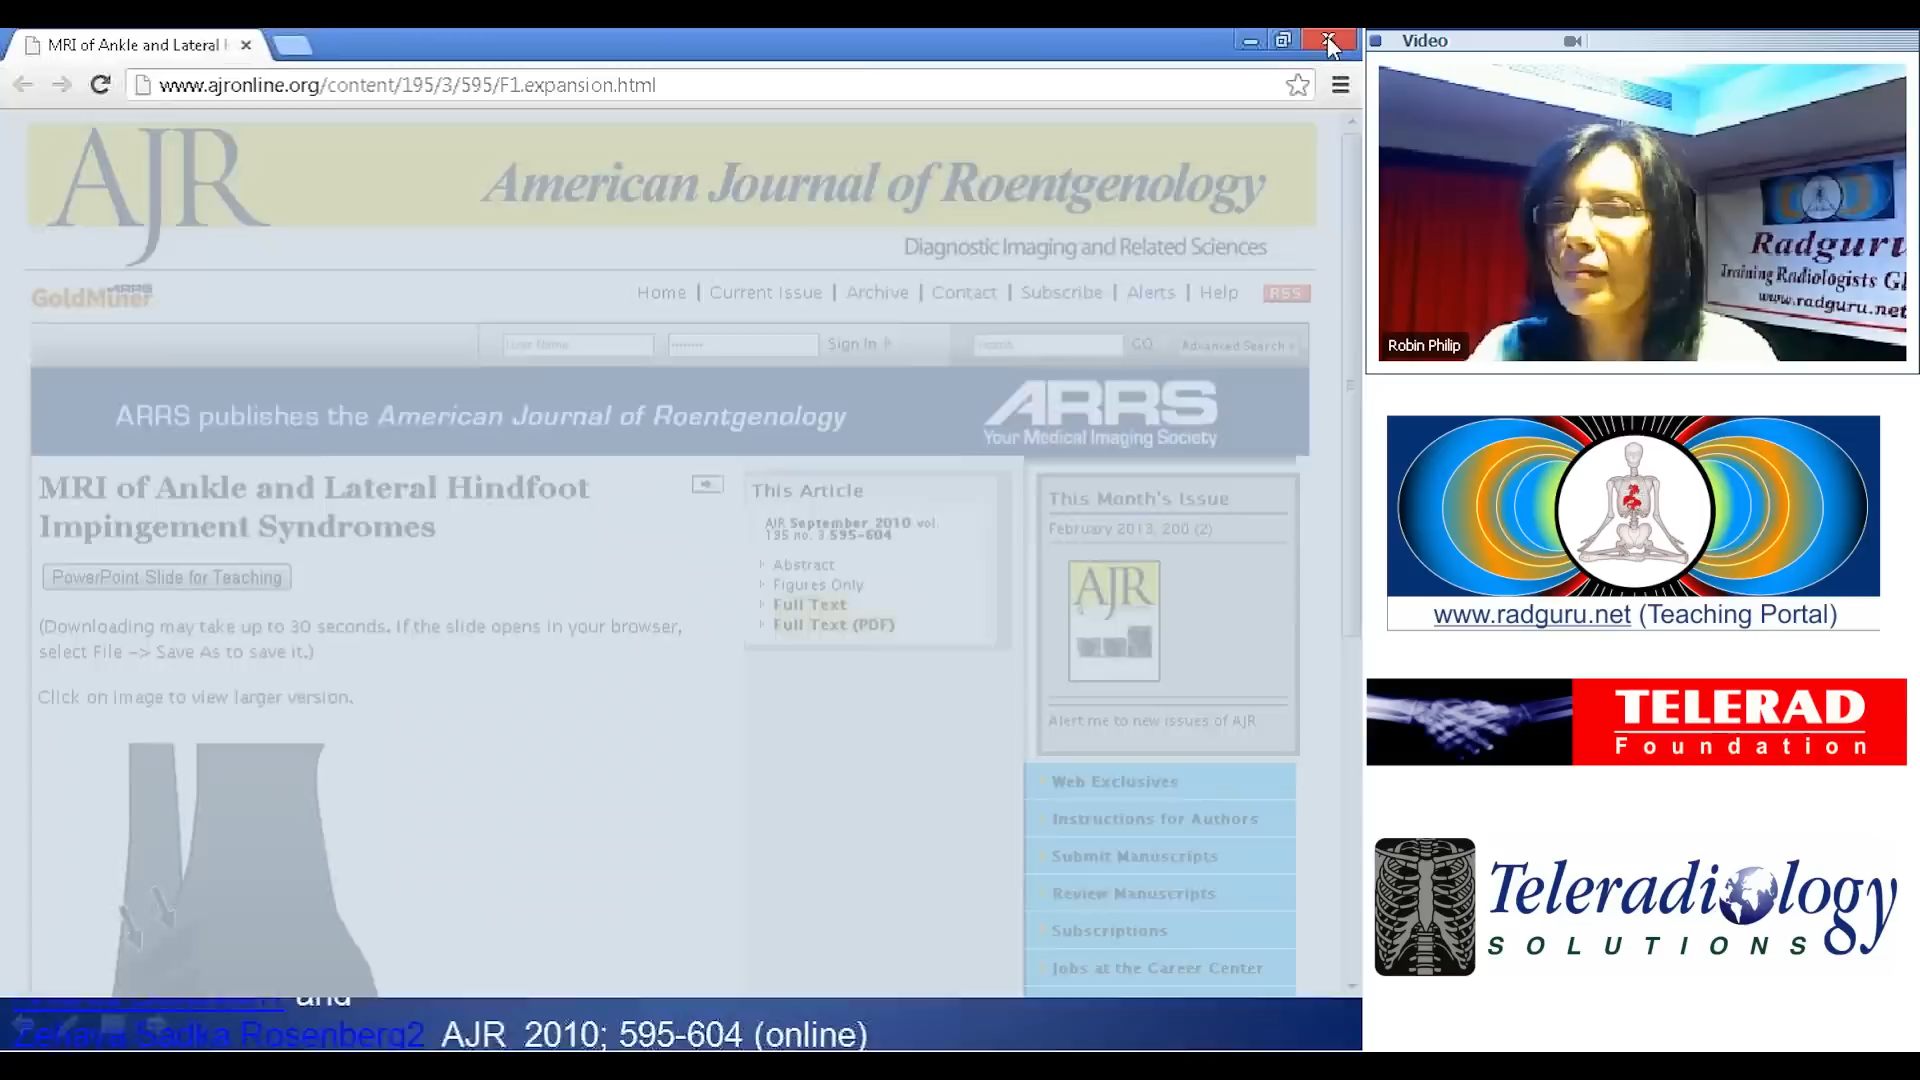 MRI of Ankle and Lateral
www.ajronline.org/content/195/3/595/F1.expansion.html
AJR
American Journal of Roentgenology
Diagnostic Imaging and Related Sciences
ARRS
GoldMiner
Home | Current Issue | Archive | Contact | Subscribe | Alerts | Help RSS
User Name
Sign In
Search
GO
Advanced Search
ARRS publishes the American Journal of Roentgenology
ARRS
Your Medical Imaging Society
MRI of Ankle and Lateral Hindfoot
Impingement Syndromes
PowerPoint Slide for Teaching
(Downloading may take up to 30 seconds. If the slide opens in your browser,
select File -> Save As to save it.)
Click on image to view larger version.
This Article
AJR September 2010 vol.
195 no. 3 595-604
Abstract
Figures Only
Full Text
Full Text (PDF)
This Month's Issue
February 2013, 200 (2)
AJR
Alert me to new issues of AJR
Web Exclusives
Instructions for Authors
Submit Manuscripts
Review Manuscripts
Subscriptions
Jobs at the Career Center
and
Zehava Sadka Rosenberg2 AJR 2010; 595-604 (online)
Video
Radguru
Training Radiologists Gl
www.radguru.net
Robin Philip
www.radguru.net (Teaching Portal)
TELERAD
Foundation
Teleradiology
SOLUTIONS